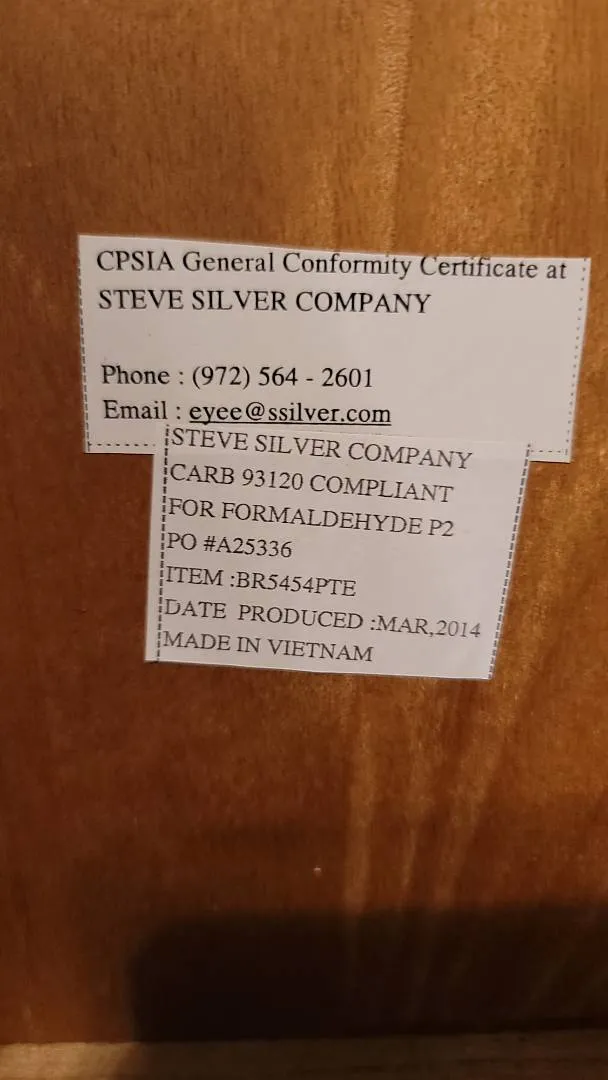 CPSIA General Conformity Certificate at
STEVE SILVER COMPANY
Phone : (972) 564 - 2601
Email : eyee@ssilver.com
STEVE SILVER COMPANY
CARB 93120 COMPLIANT
FOR FORMALDEHYDE P2
PO #A25336
ITEM :BR5454PTE
DATE PRODUCED :MAR,2014
MADE IN VIETNAM